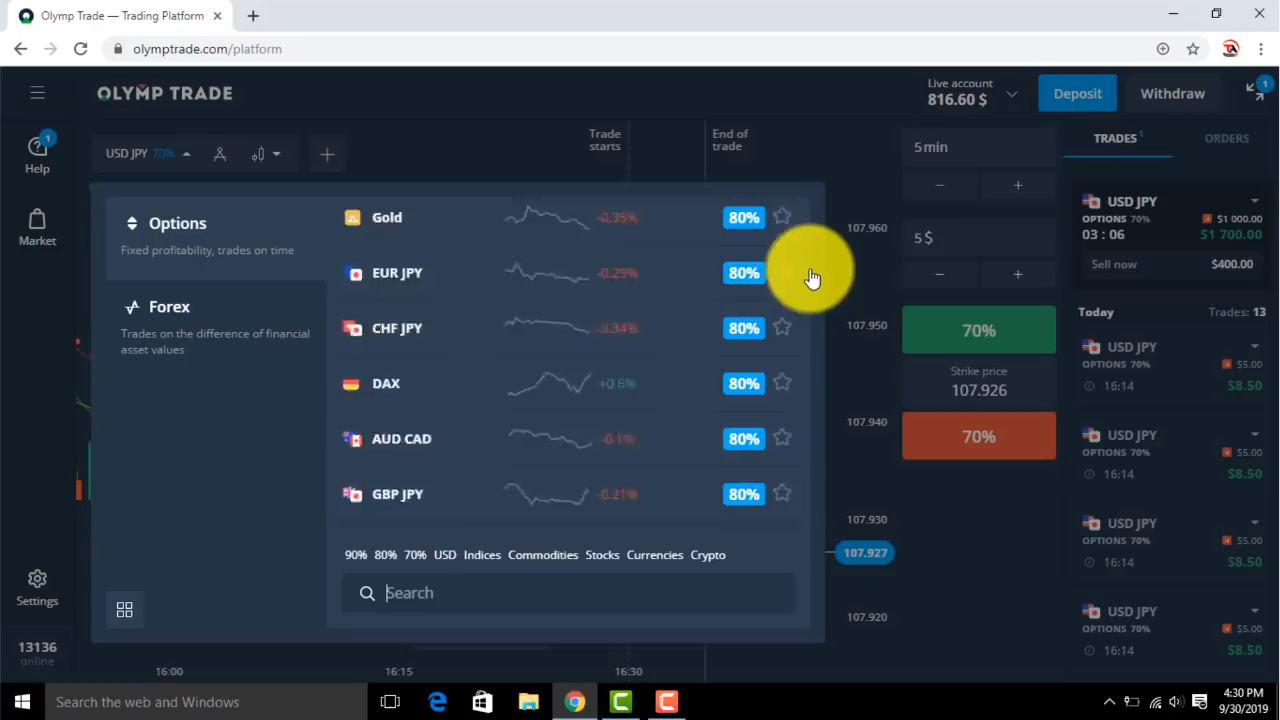 Olymp Trade — Trading Platform
olymptrade.com/platform
OLYMP TRADE
Live account
816.60 $
Deposit
Withdraw
1
1
Help
Market
Settings
13136
online
USD JPY 70%
Trade starts
End of trade
Options
Fixed profitability, trades on time
Forex
Trades on the difference of financial
asset values
Gold -0.35% 80%
EUR JPY -0.29% 80%
CHF JPY -0.34% 80%
DAX +0.6% 80%
AUD CAD -0.1% 80%
GBP JPY -0.21% 80%
90% 80% 70% USD Indices Commodities Stocks Currencies Crypto
Search
107.960
107.950
107.940
107.930
107.927
107.920
16:00 16:15 16:30
5 min
− +
5 $
− +
70%
Strike price
107.926
70%
TRADES 1 ORDERS
USD JPY
OPTIONS 70% $1 000.00
03 : 06 $1 700.00
Sell now $400.00
Today Trades: 13
USD JPY
OPTIONS 70% $5.00
16:14 $8.50
USD JPY
OPTIONS 70% $5.00
16:14 $8.50
USD JPY
OPTIONS 70% $5.00
16:14 $8.50
USD JPY
OPTIONS 70% $5.00
16:14 $8.50
Search the web and Windows
4:30 PM
9/30/2019